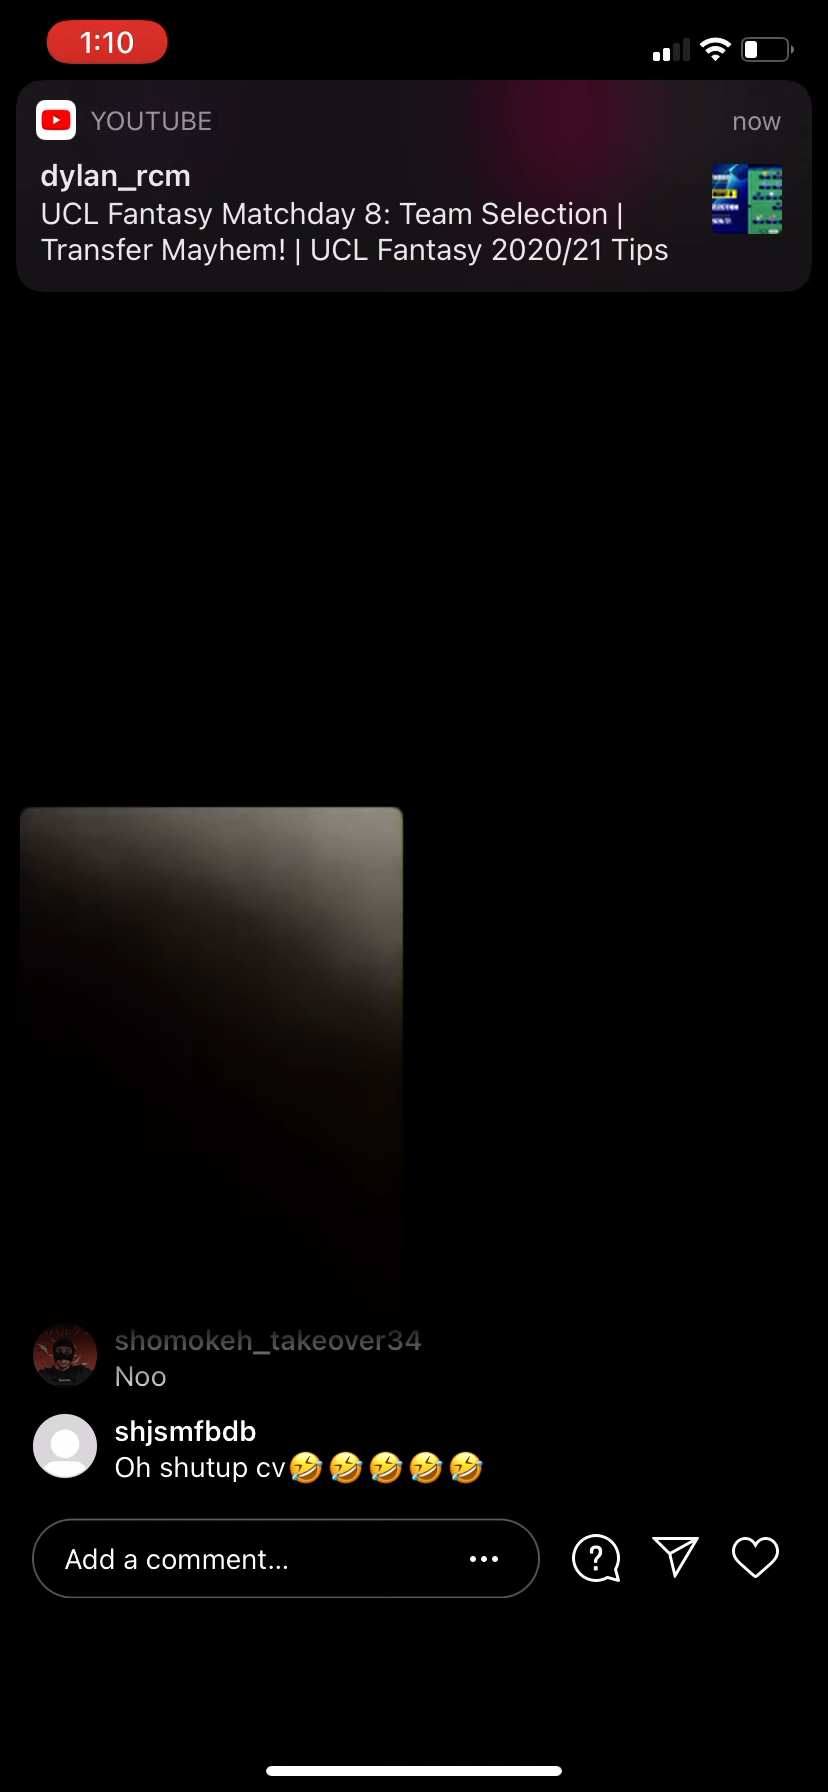 1:10
YOUTUBE
now
dylan_rcm
UCL Fantasy Matchday 8: Team Selection |
Transfer Mayhem! | UCL Fantasy 2020/21 Tips
shomokeh_takeover34
Noo
shjsmfbdb
Oh shutup cv🤣🤣🤣🤣🤣
Add a comment...